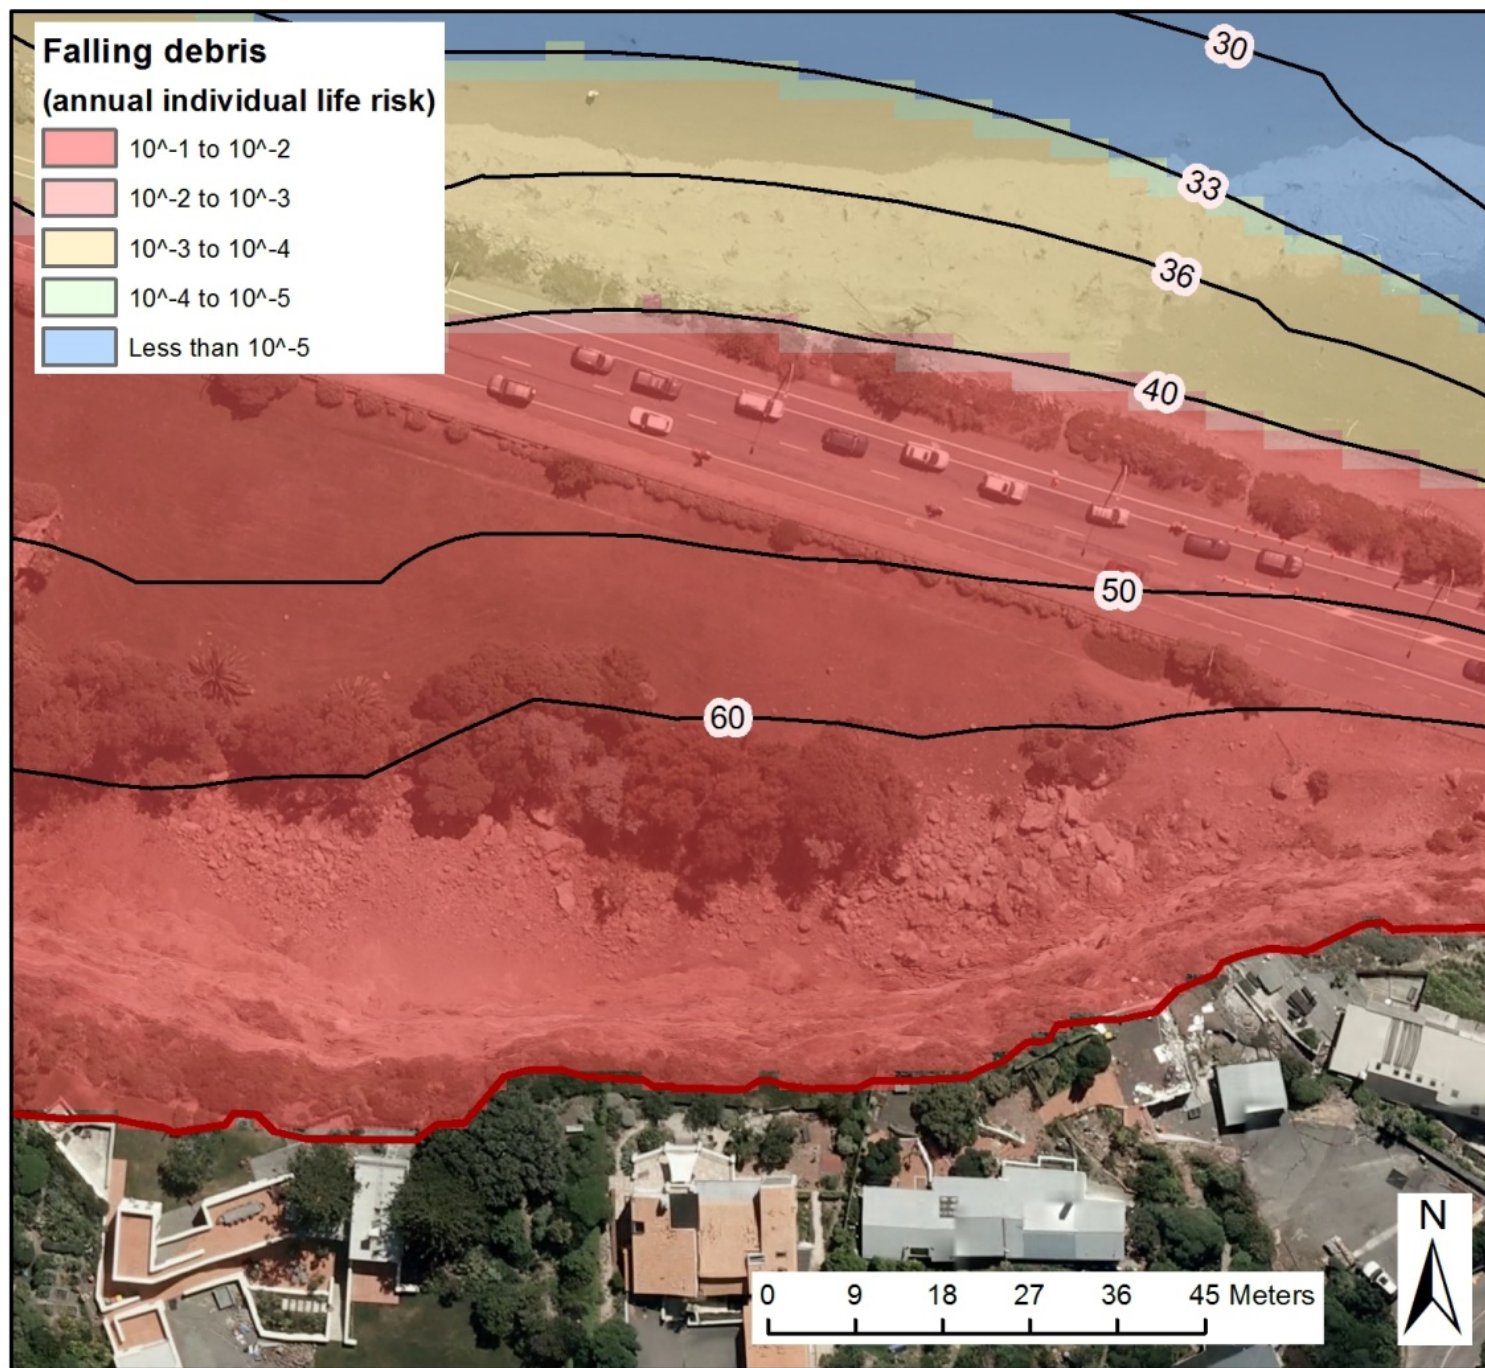 Falling debris
(annual individual life risk)
10^-1 to 10^-2
10^-2 to 10^-3
10^-3 to 10^-4
10^-4 to 10^-5
Less than 10^-5
30
33
36
40
50
60
N
0 9 18 27 36 45 Meters